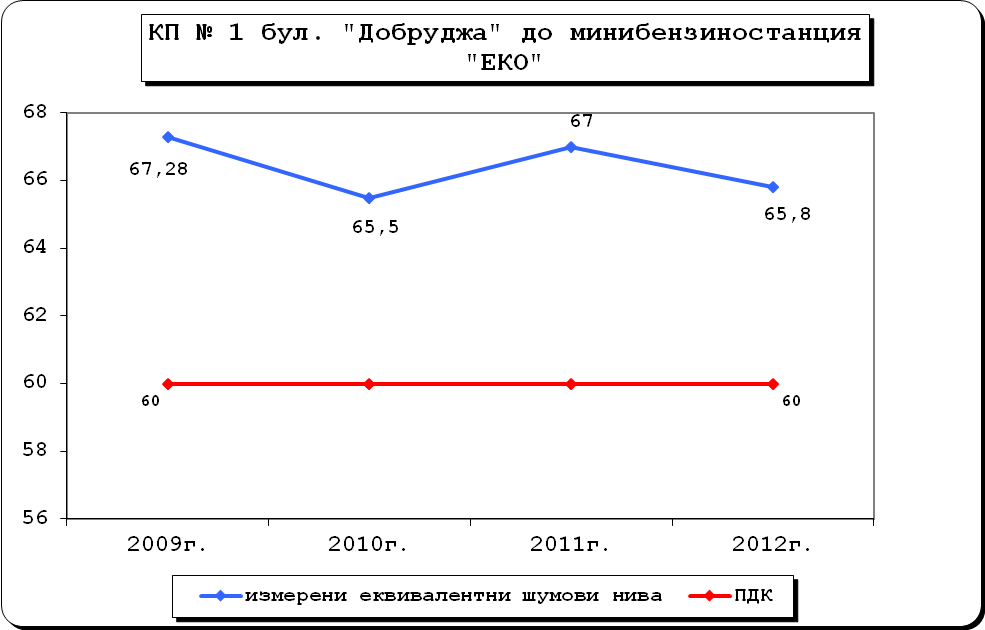 КП № 1 бул. "Добруджа" до минибензиностанция
"ЕКО"
68
67
67,28
66
65,8
65,5
64
62
60
60
60
58
56
2009г.
2010г.
2011г.
2012г.
измерени еквивалентни шумови нива
ПДК